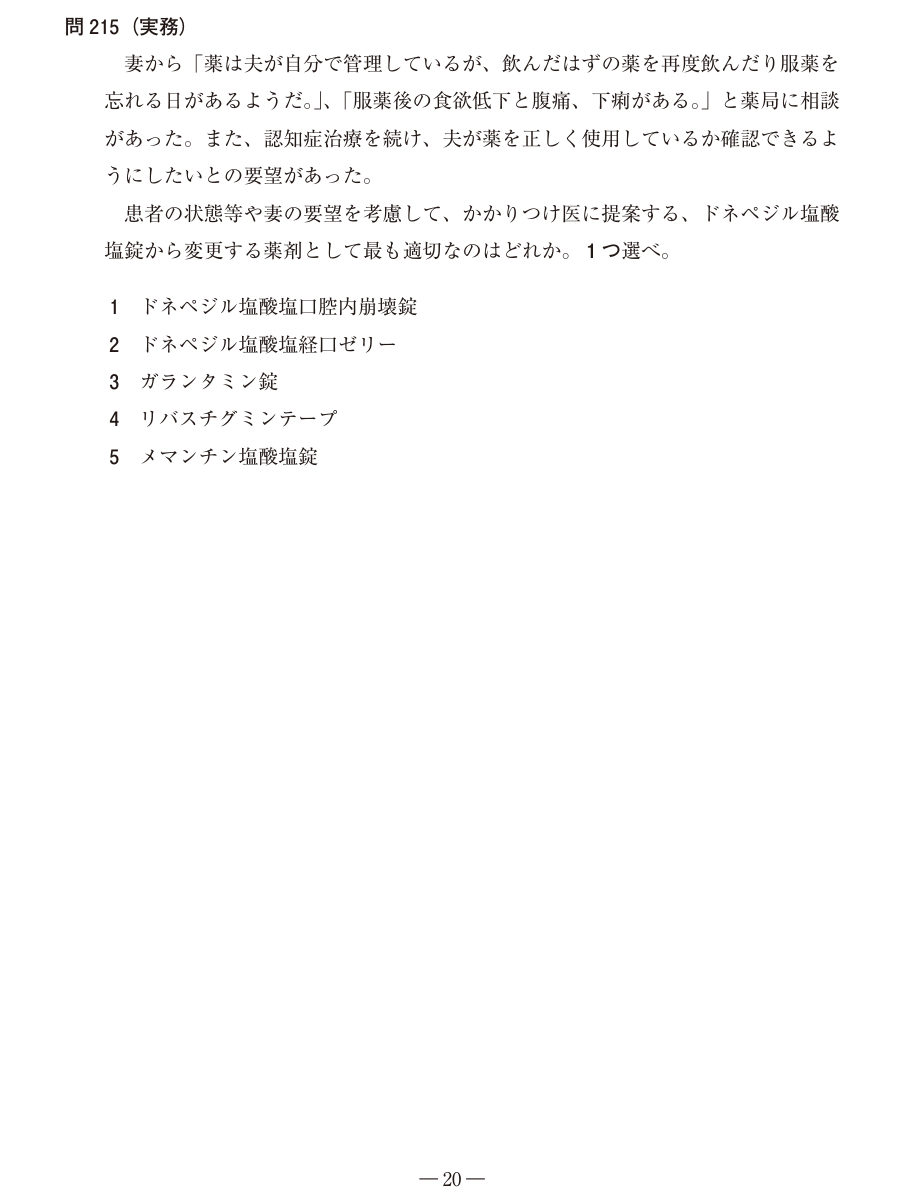 問 215（実務）
妻から「薬は夫が自分で管理しているが、飲んだはずの薬を再度飲んだり服薬を
忘れる日があるようだ。」、「服薬後の食欲低下と腹痛、下痢がある。」と薬局に相談
があった。また、認知症治療を続け、夫が薬を正しく使用しているか確認できるよ
うにしたいとの要望があった。
患者の状態等や妻の要望を考慮して、かかりつけ医に提案する、ドネペジル塩酸
塩錠から変更する薬剤として最も適切なのはどれか。1つ選べ。
1 ドネペジル塩酸塩口腔内崩壊錠
2 ドネペジル塩酸塩経口ゼリー
3 ガランタミン錠
4 リバスチグミンテープ
5 メマンチン塩酸塩錠
― 20 ―